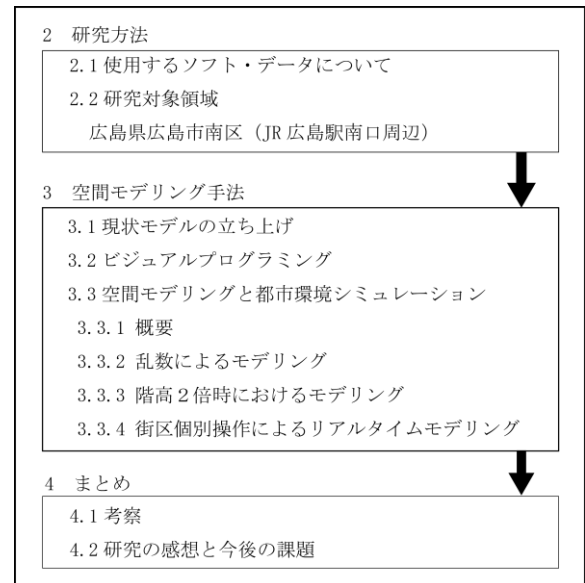 2 研究方法
2.1使用するソフト・データについて
2.2研究対象領域
広島県広島市南区（JR広島駅南口周辺）
3 空間モデリング手法
3.1現状モデルの立ち上げ
3.2ビジュアルプログラミング
3.3空間モデリングと都市環境シミュレーション
3.3.1 概要
3.3.2 乱数によるモデリング
3.3.3 階高２倍時におけるモデリング
3.3.4 街区個別操作によるリアルタイムモデリング
4 まとめ
4.1考察
4.2研究の感想と今後の課題